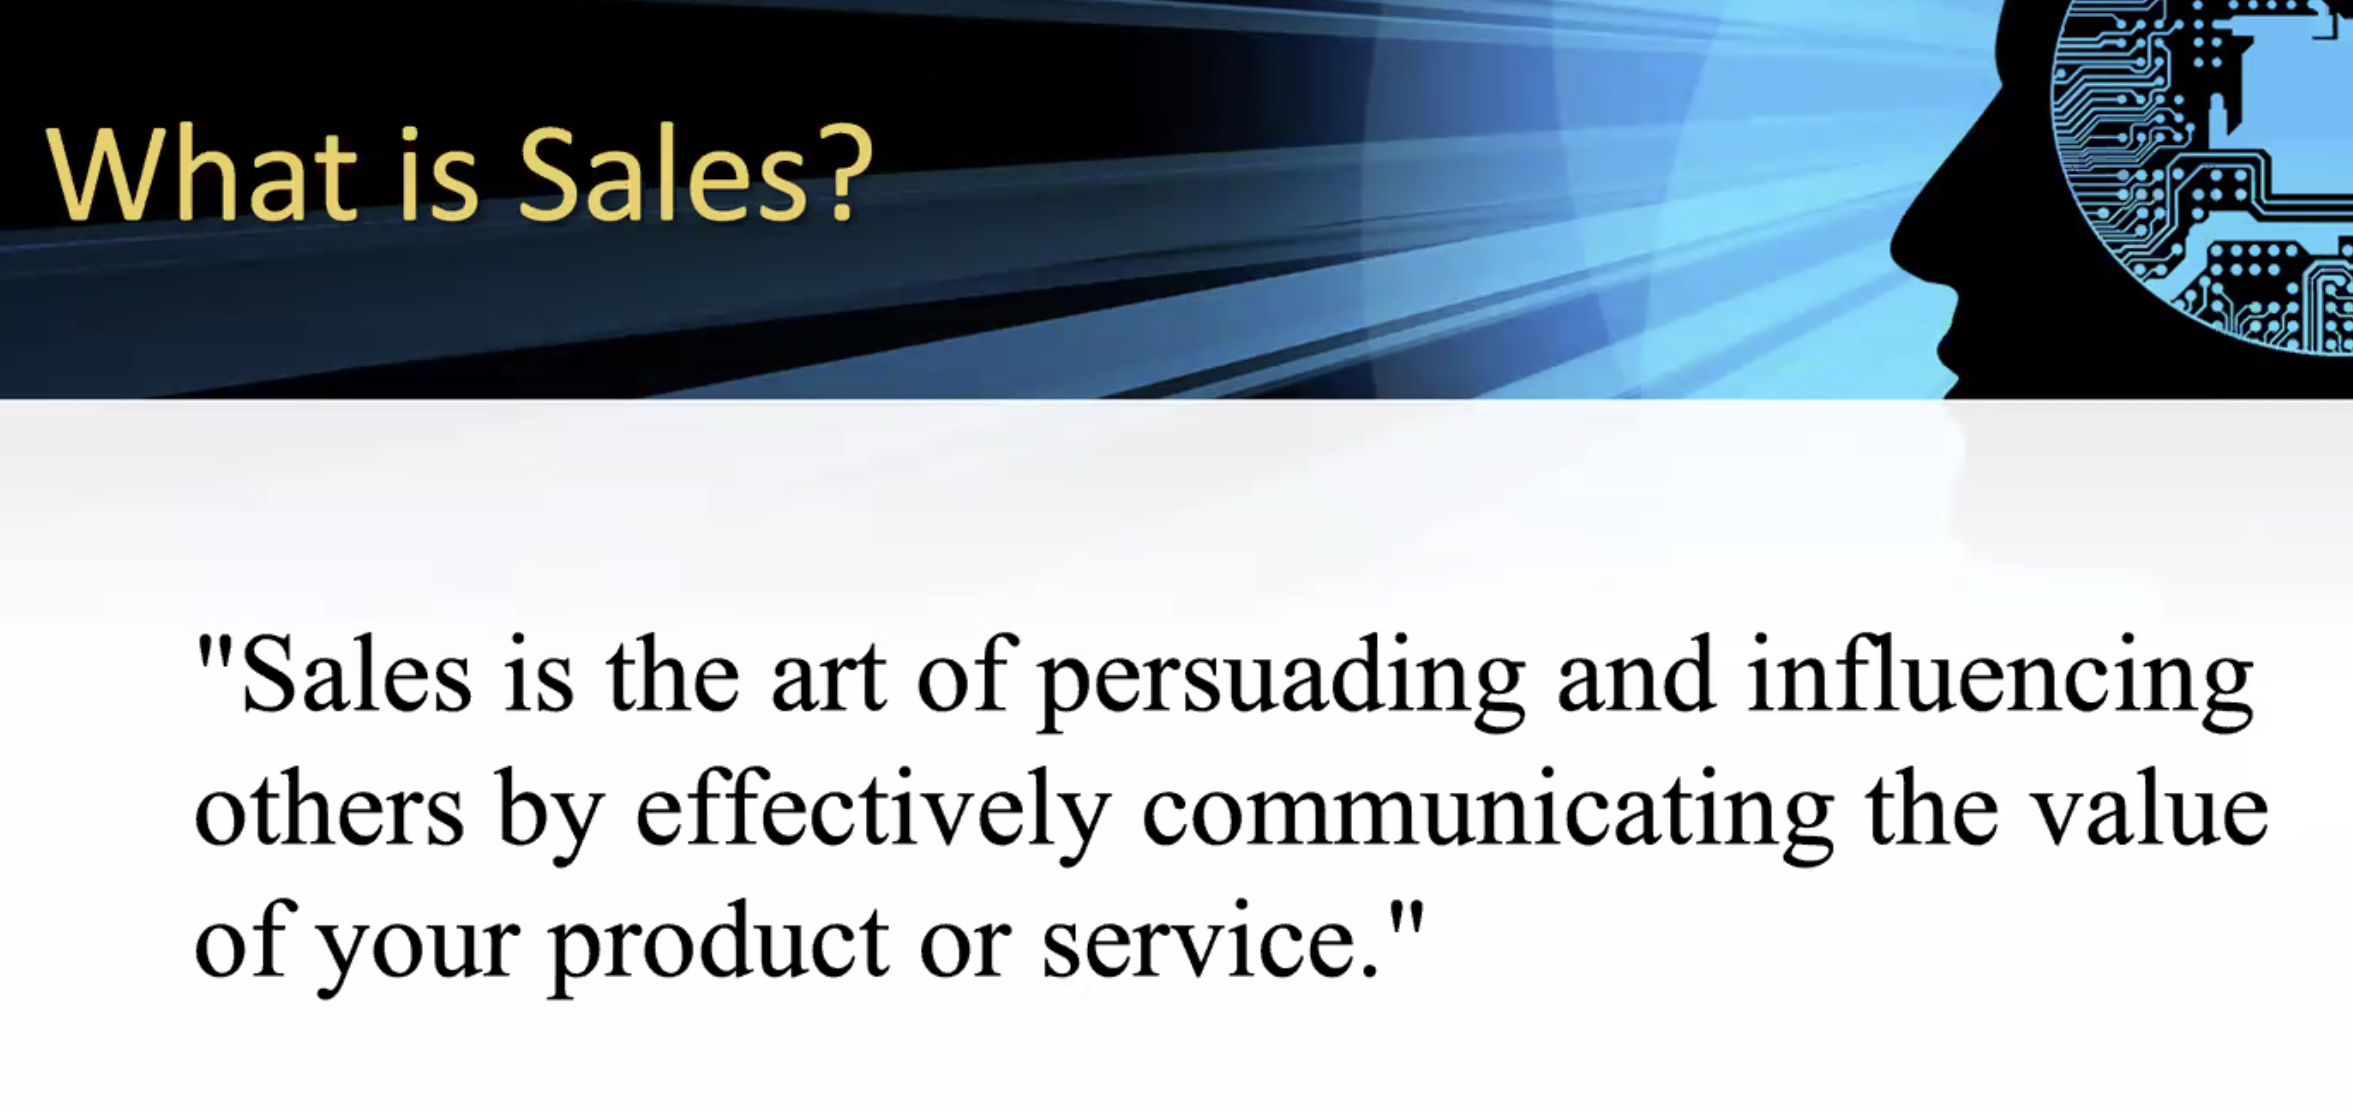 What is Sales?
"Sales is the art of persuading and influencing
others by effectively communicating the value
of your product or service."